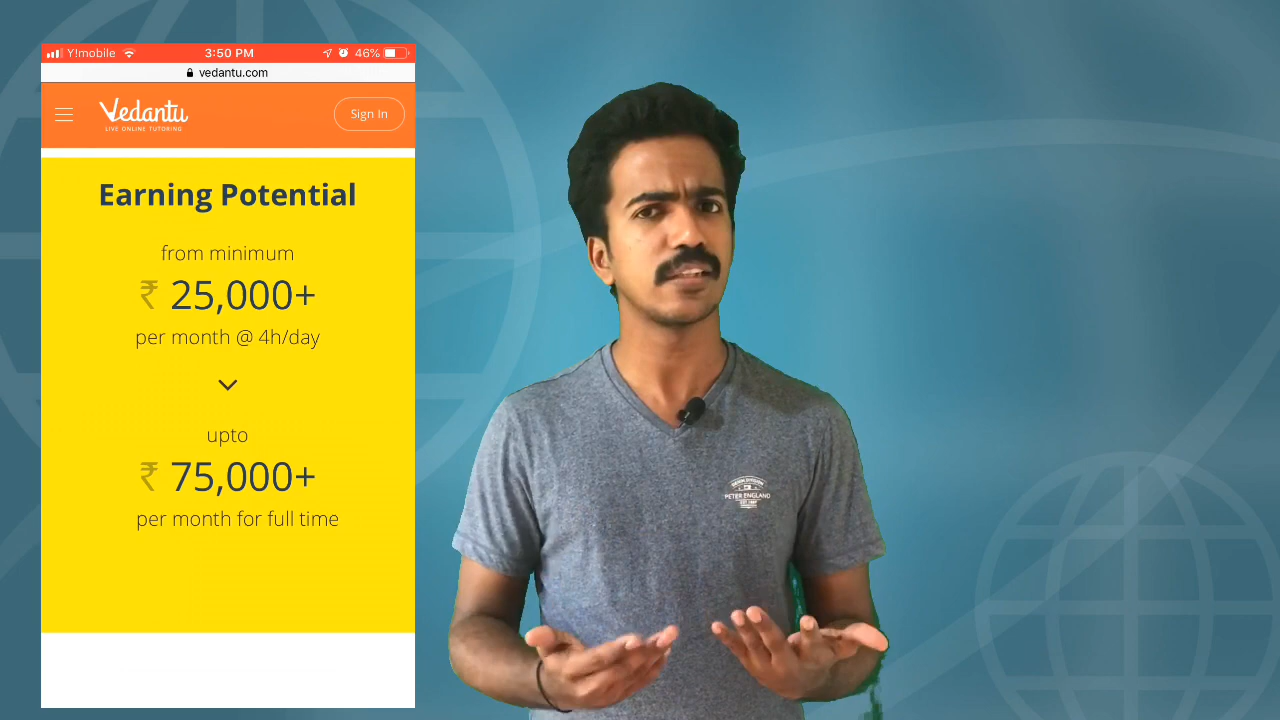 Y!mobile 3:50 PM 46%
vedantu.com
Vedantu Sign In
LIVE ONLINE TUTORING
Earning Potential
from minimum
₹ 25,000+
per month @ 4h/day
upto
₹ 75,000+
per month for full time
PETER ENGLAND